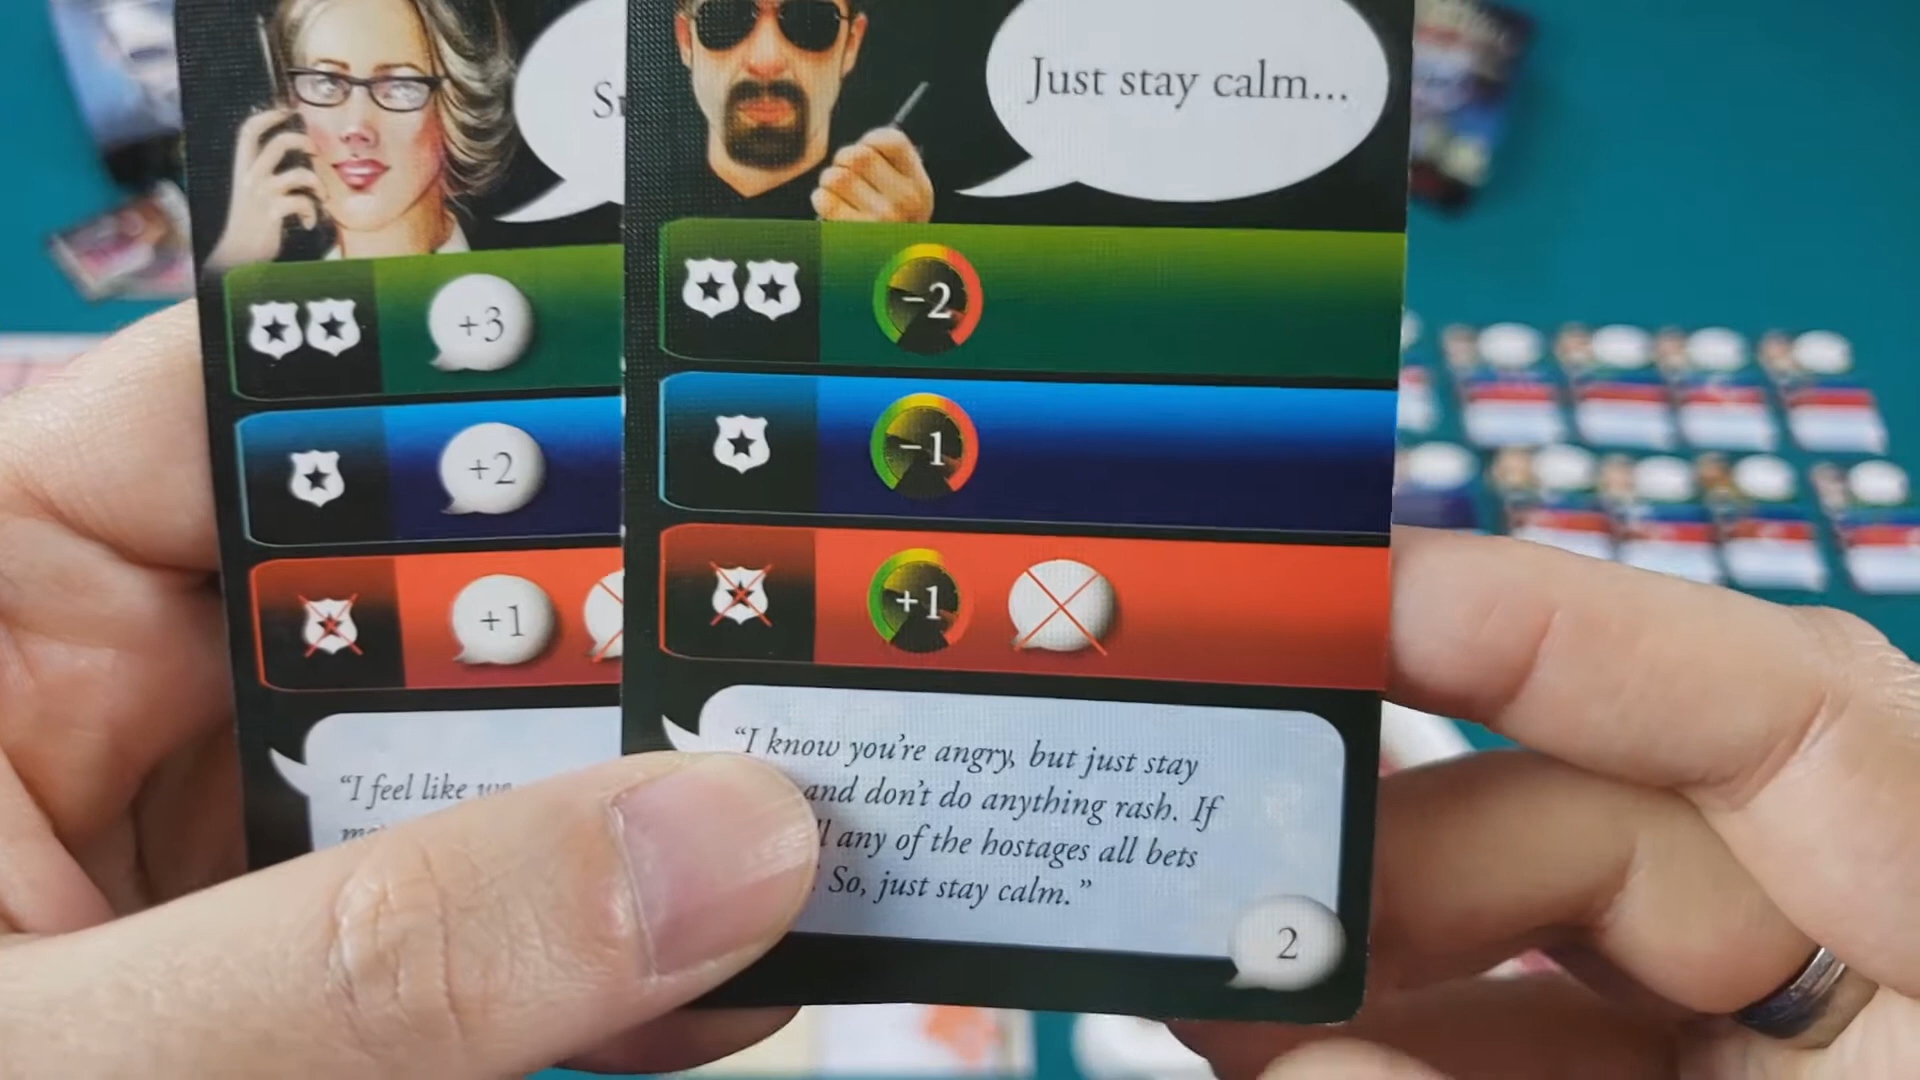 Just stay calm...
+3
+2
+1
"I feel like
-2
-1
+1
"I know you're angry, but just stay
and don't do anything rash. If
any of the hostages all bets
So, just stay calm."
2